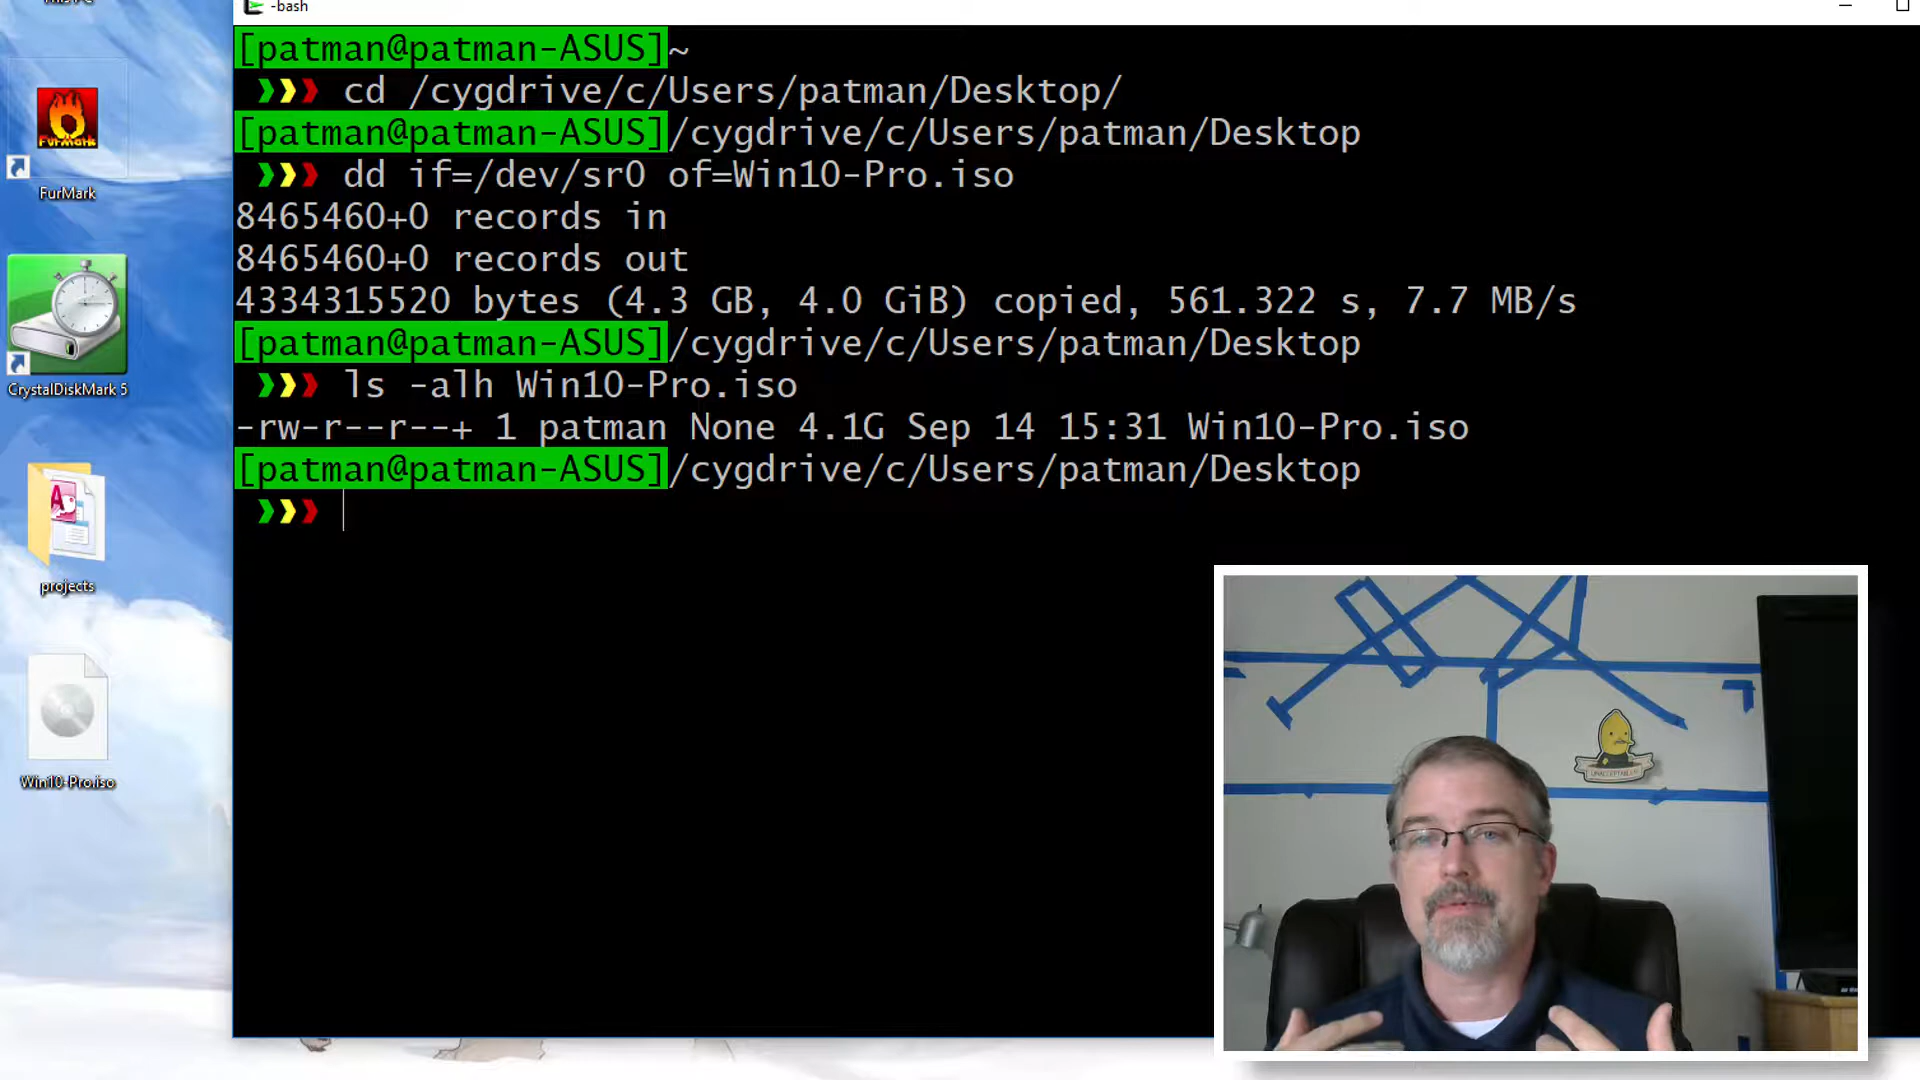 This PC
-bash
[patman@patman-ASUS]~
❯❯❯ cd /cygdrive/c/Users/patman/Desktop/
[patman@patman-ASUS]/cygdrive/c/Users/patman/Desktop
❯❯❯ dd if=/dev/sr0 of=Win10-Pro.iso
8465460+0 records in
8465460+0 records out
4334315520 bytes (4.3 GB, 4.0 GiB) copied, 561.322 s, 7.7 MB/s
[patman@patman-ASUS]/cygdrive/c/Users/patman/Desktop
❯❯❯ ls -alh Win10-Pro.iso
-rw-r--r--+ 1 patman None 4.1G Sep 14 15:31 Win10-Pro.iso
[patman@patman-ASUS]/cygdrive/c/Users/patman/Desktop
❯❯❯
FurMark
FurMark
CrystalDiskMark 5
A
projects
Win10-Pro.iso
UNACCEPTABLE!